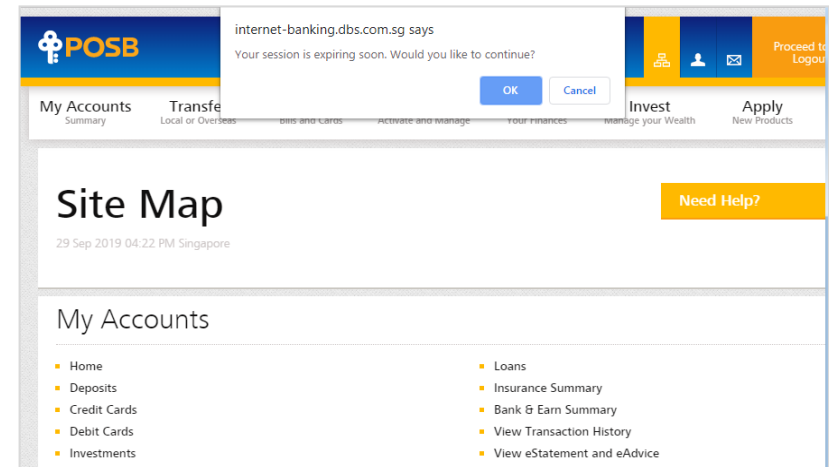 internet-banking.dbs.com.sg says
Your session is expiring soon. Would you like to continue?
OK Cancel
POSB
Proceed to
Logou
My Accounts Transfe Invest Apply
Summary Local or Overseas Bills and Cards Activate and Manage Your Finances Manage your Wealth New Products
Site Map
Need Help?
29 Sep 2019 04:22 PM Singapore
My Accounts
Home
Deposits
Credit Cards
Debit Cards
Investments
Loans
Insurance Summary
Bank & Earn Summary
View Transaction History
View eStatement and eAdvice